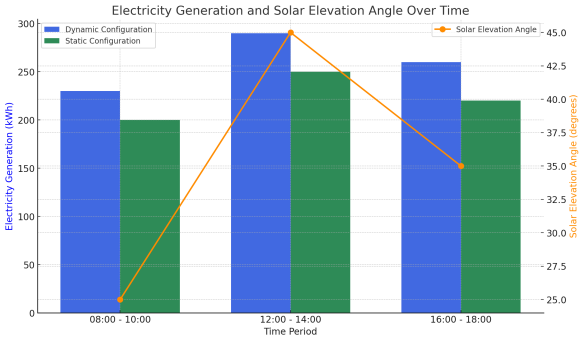 Electricity Generation and Solar Elevation Angle Over Time
Dynamic Configuration
Static Configuration
Solar Elevation Angle
Electricity Generation (kWh)
300
250
200
150
100
50
0
45.0
42.5
40.0
37.5
35.0
32.5
30.0
27.5
25.0
Solar Elevation Angle (degrees)
08:00 - 10:00
12:00 - 14:00
16:00 - 18:00
Time Period